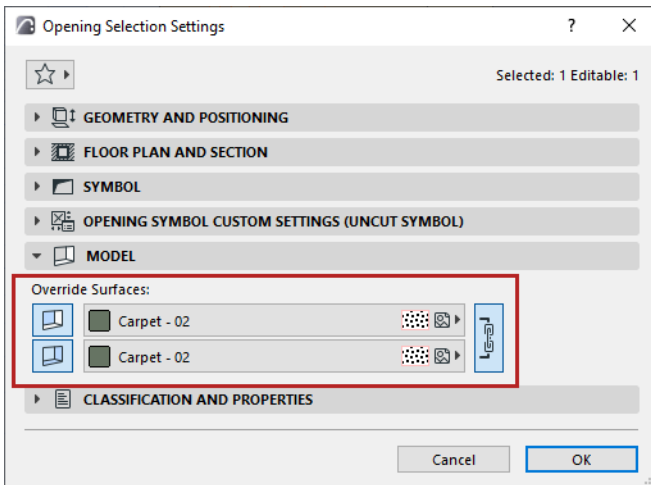 Opening Selection Settings
Selected: 1 Editable: 1
GEOMETRY AND POSITIONING
FLOOR PLAN AND SECTION
SYMBOL
OPENING SYMBOL CUSTOM SETTINGS (UNCUT SYMBOL)
MODEL
Override Surfaces:
Carpet - 02
Carpet - 02
CLASSIFICATION AND PROPERTIES
Cancel OK